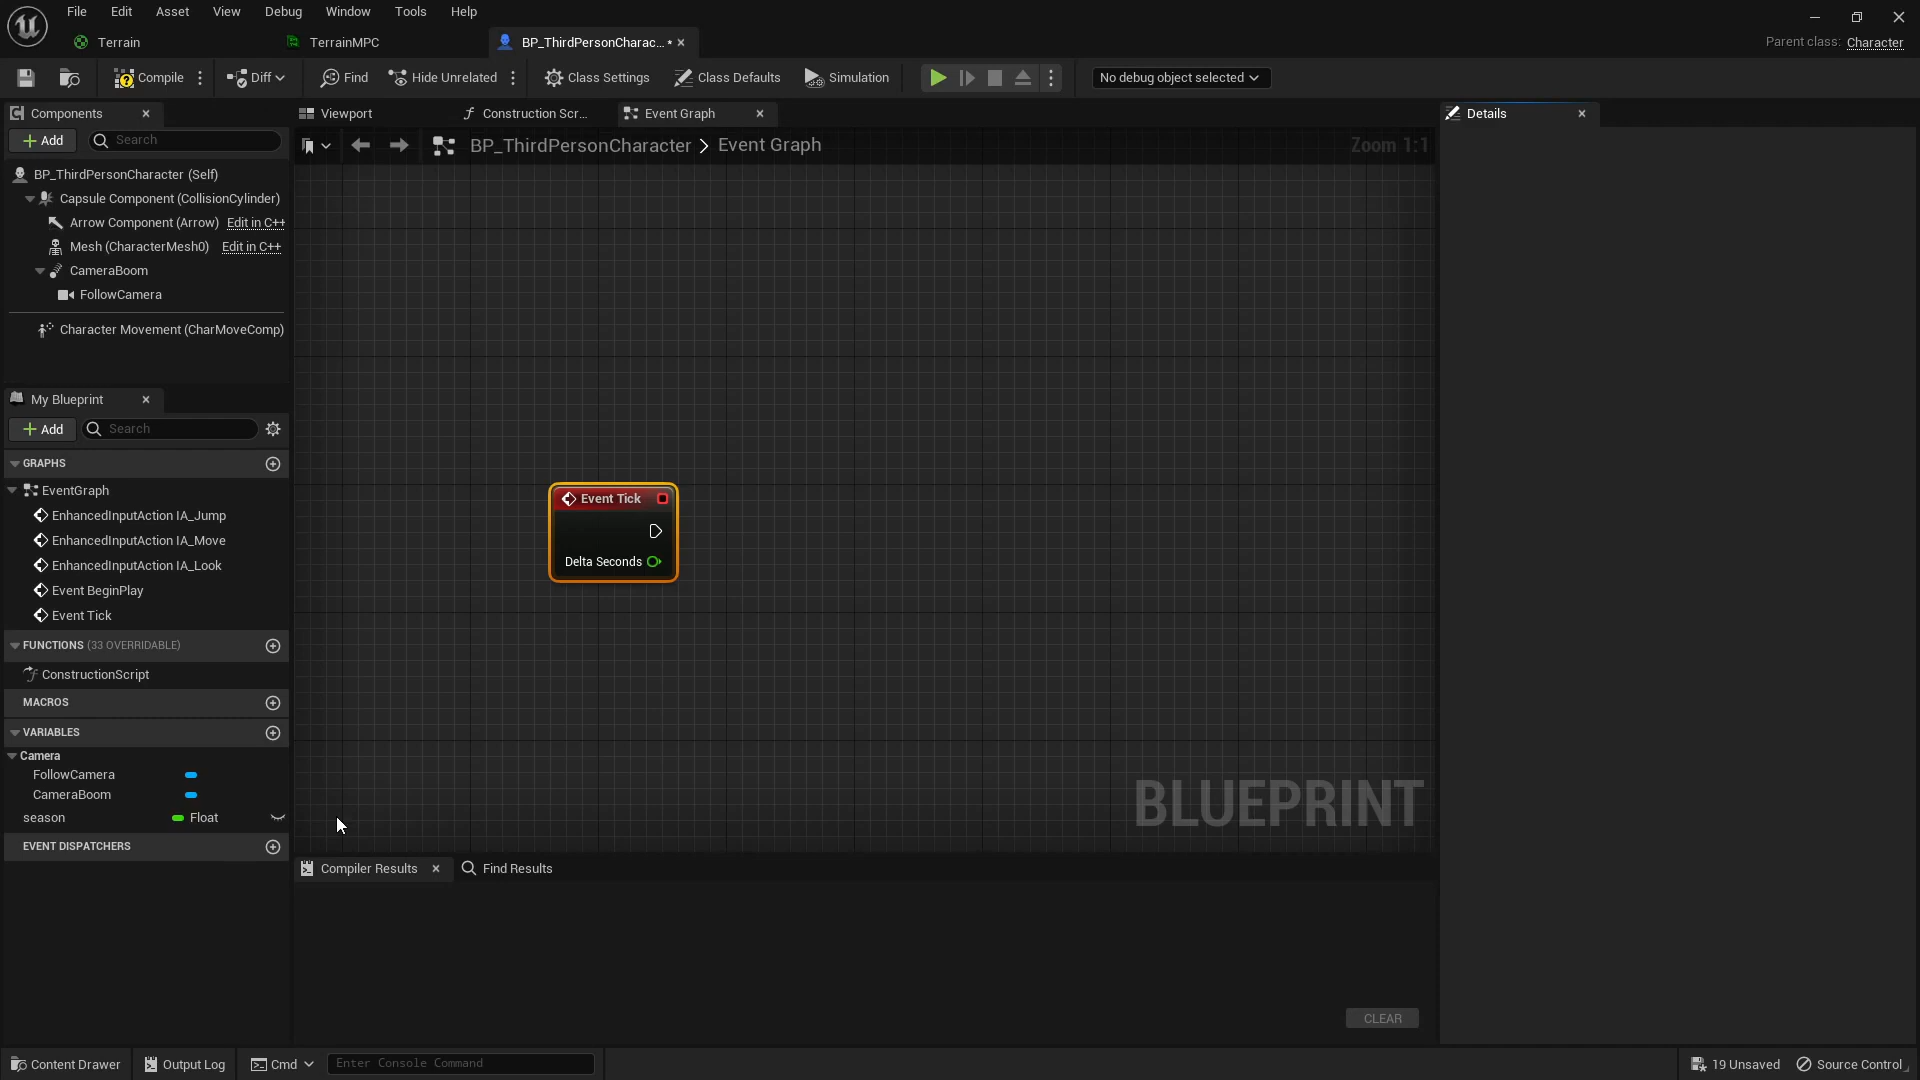 File Edit Asset View Window Debug Tools Help
Terrain TerrainMPC BP_ThirdPersonCharac... • Parent class: Character
Compile Diff Find Hide Unrelated Class Settings Class Defaults Simulation No debug object selected
Components Viewport Construction Scr... Event Graph Details
Add Search BP_ThirdPersonCharacter > Event Graph Zoom 1:1
BP_ThirdPersonCharacter (Self)
Capsule Component (CollisionCylinder)
Arrow Component (Arrow) Edit in C++
Mesh (CharacterMesh0) Edit in C++
CameraBoom
FollowCamera
Character Movement (CharMoveComp)
My Blueprint
Add Search
GRAPHS
EventGraph
EnhancedInputAction IA_Jump
EnhancedInputAction IA_Move
EnhancedInputAction IA_Look
Event BeginPlay
Event Tick
FUNCTIONS (33 OVERRIDABLE)
ConstructionScript
MACROS
VARIABLES
Camera
FollowCamera
CameraBoom
season Float
EVENT DISPATCHERS
Event Tick
Delta Seconds
BLUEPRINT
Compiler Results Find Results
CLEAR
Content Drawer Output Log Cmd Enter Console Command 19 Unsaved Source Control